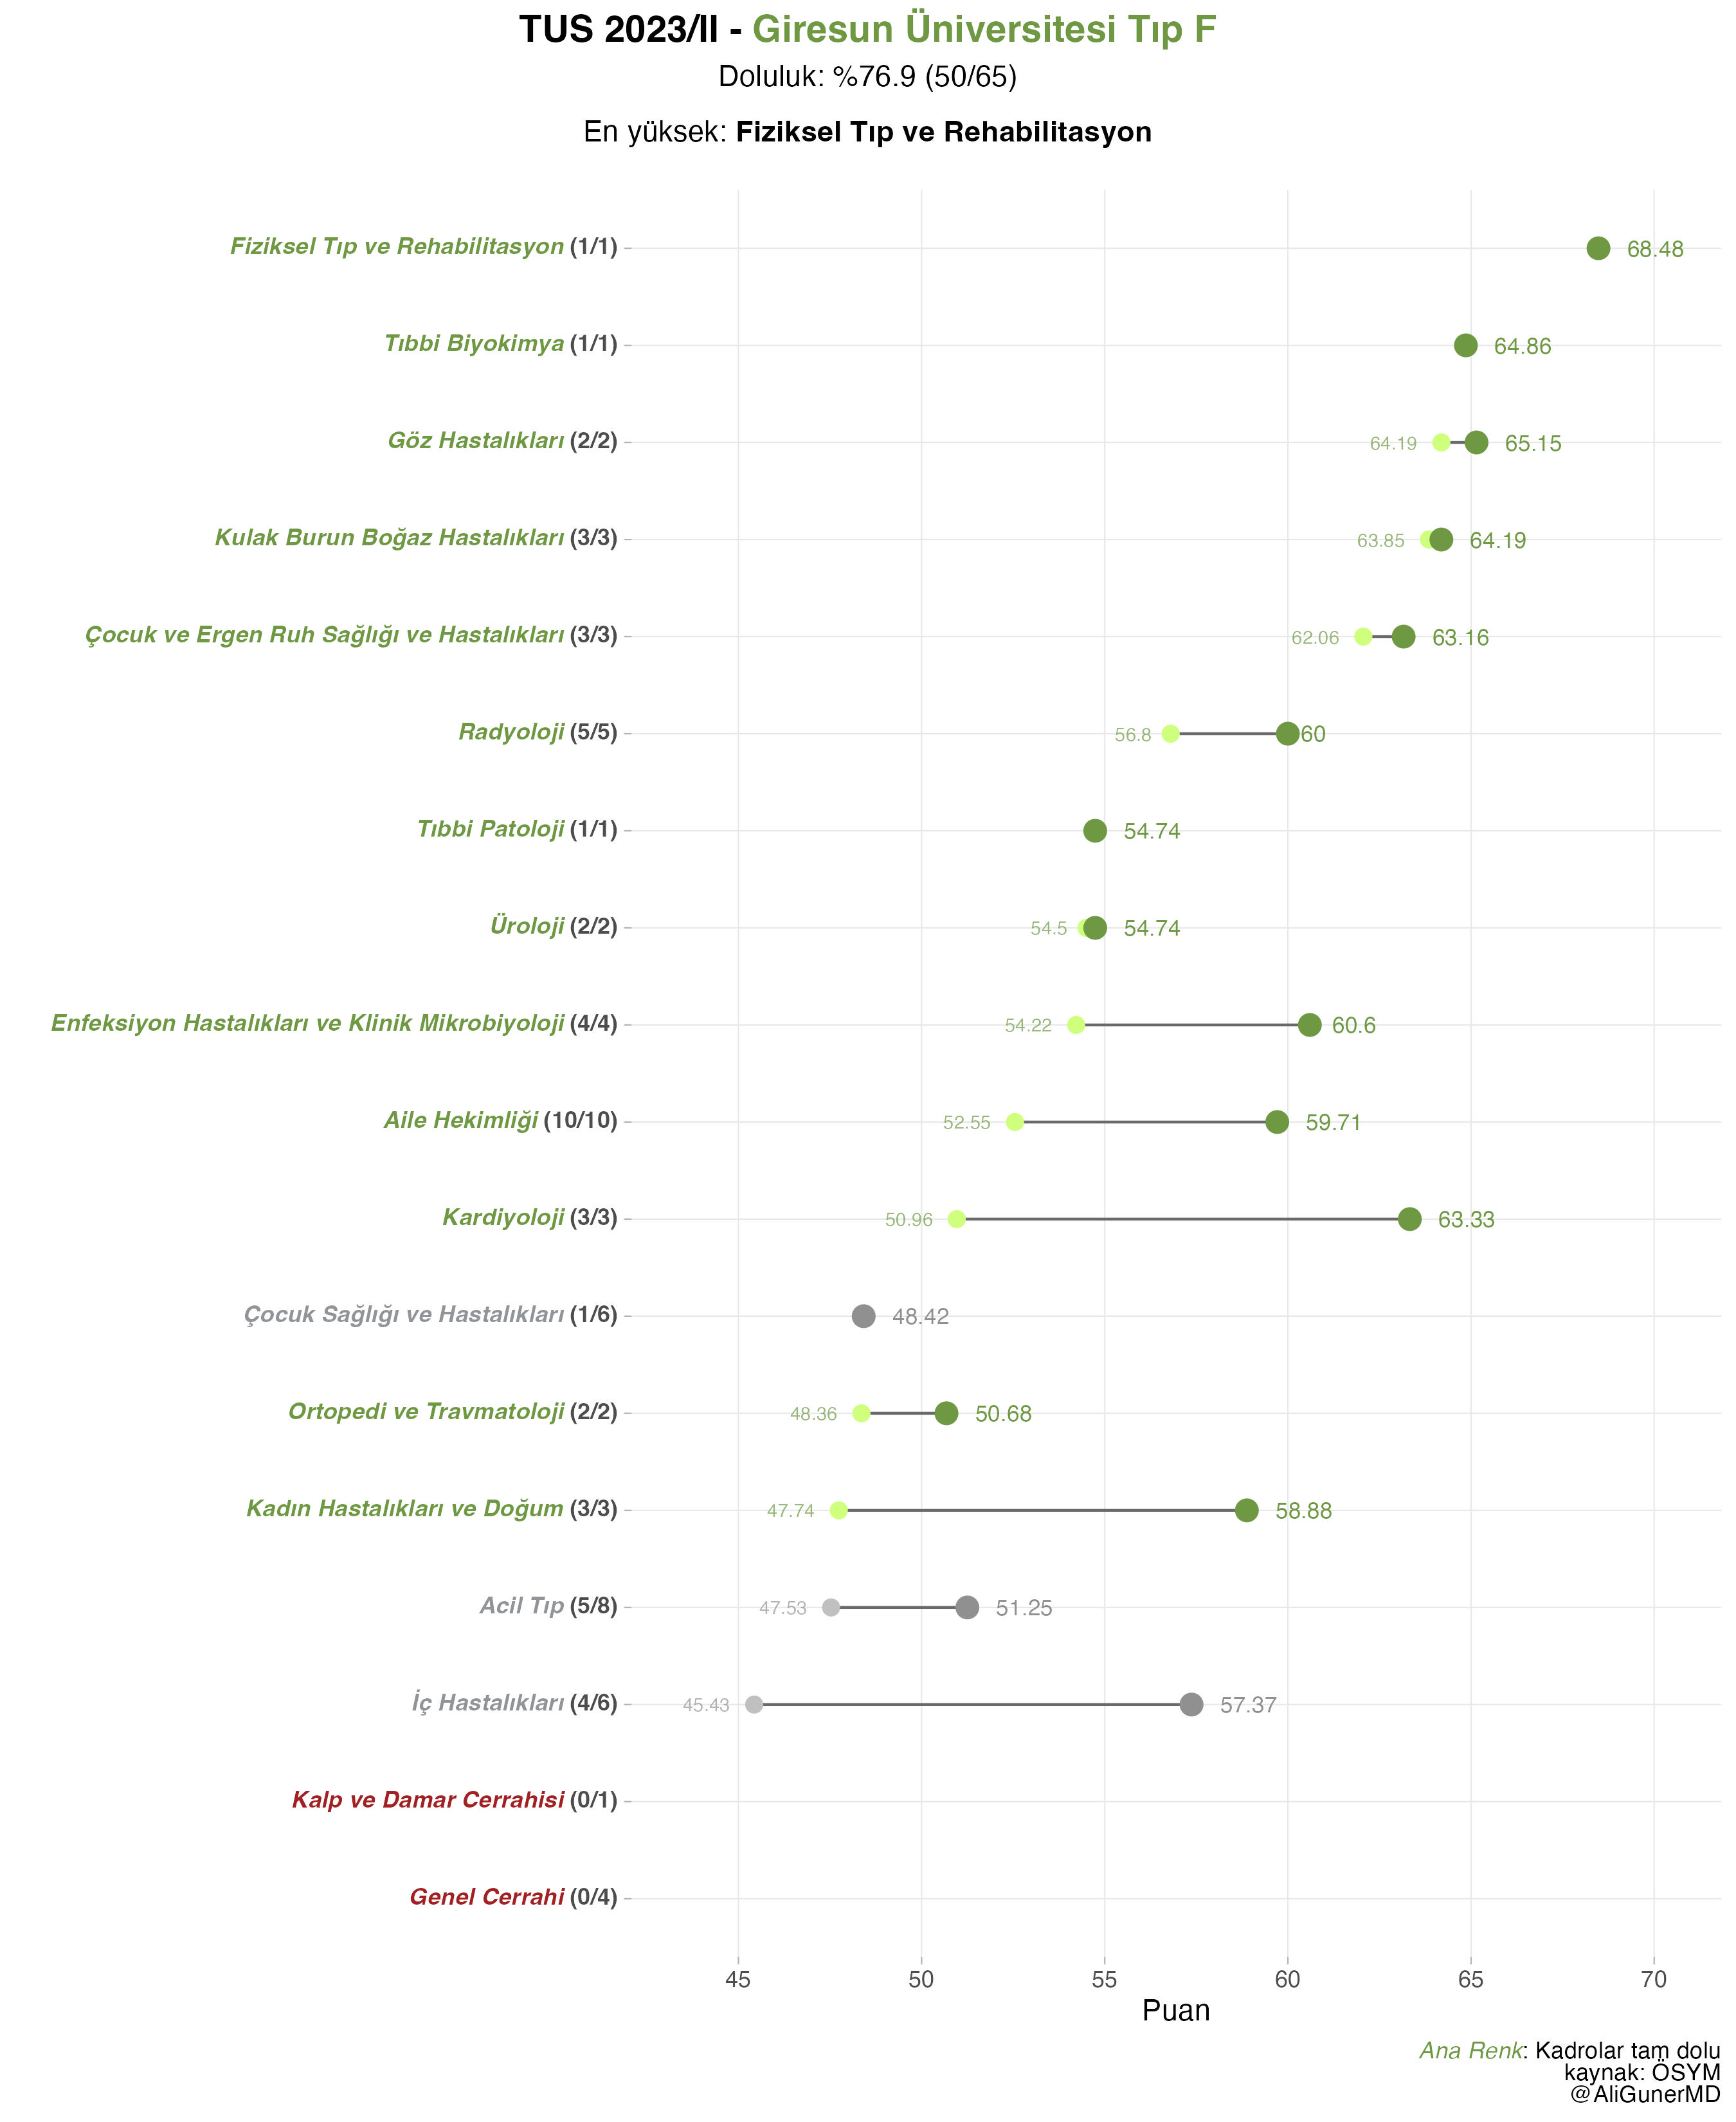 TUS 2023/II - Giresun Üniversitesi Tıp F
Doluluk: %76.9 (50/65)
En yüksek: Fiziksel Tıp ve Rehabilitasyon
Fiziksel Tıp ve Rehabilitasyon (1/1) 68.48
Tıbbi Biyokimya (1/1) 64.86
Göz Hastalıkları (2/2) 64.19 65.15
Kulak Burun Boğaz Hastalıkları (3/3) 63.85 64.19
Çocuk ve Ergen Ruh Sağlığı ve Hastalıkları (3/3) 62.06 63.16
Radyoloji (5/5) 56.8 60
Tıbbi Patoloji (1/1) 54.74
Üroloji (2/2) 54.5 54.74
Enfeksiyon Hastalıkları ve Klinik Mikrobiyoloji (4/4) 54.22 60.6
Aile Hekimliği (10/10) 52.55 59.71
Kardiyoloji (3/3) 50.96 63.33
Çocuk Sağlığı ve Hastalıkları (1/6) 48.42
Ortopedi ve Travmatoloji (2/2) 48.36 50.68
Kadın Hastalıkları ve Doğum (3/3) 47.74 58.88
Acil Tıp (5/8) 47.53 51.25
İç Hastalıkları (4/6) 45.43 57.37
Kalp ve Damar Cerrahisi (0/1)
Genel Cerrahi (0/4)
45 50 55 60 65 70
Puan
Ana Renk: Kadrolar tam dolu
kaynak: ÖSYM
@AliGunerMD